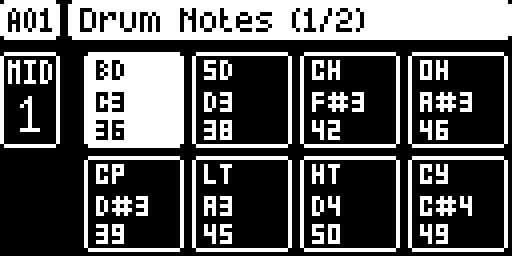 A01 Drum Notes (1/2)
MID
1
BD SD CH OH
C3 D3 F#3 A#3
36 38 42 46
CP LT HT CY
D#3 A3 D4 C#4
39 45 50 49